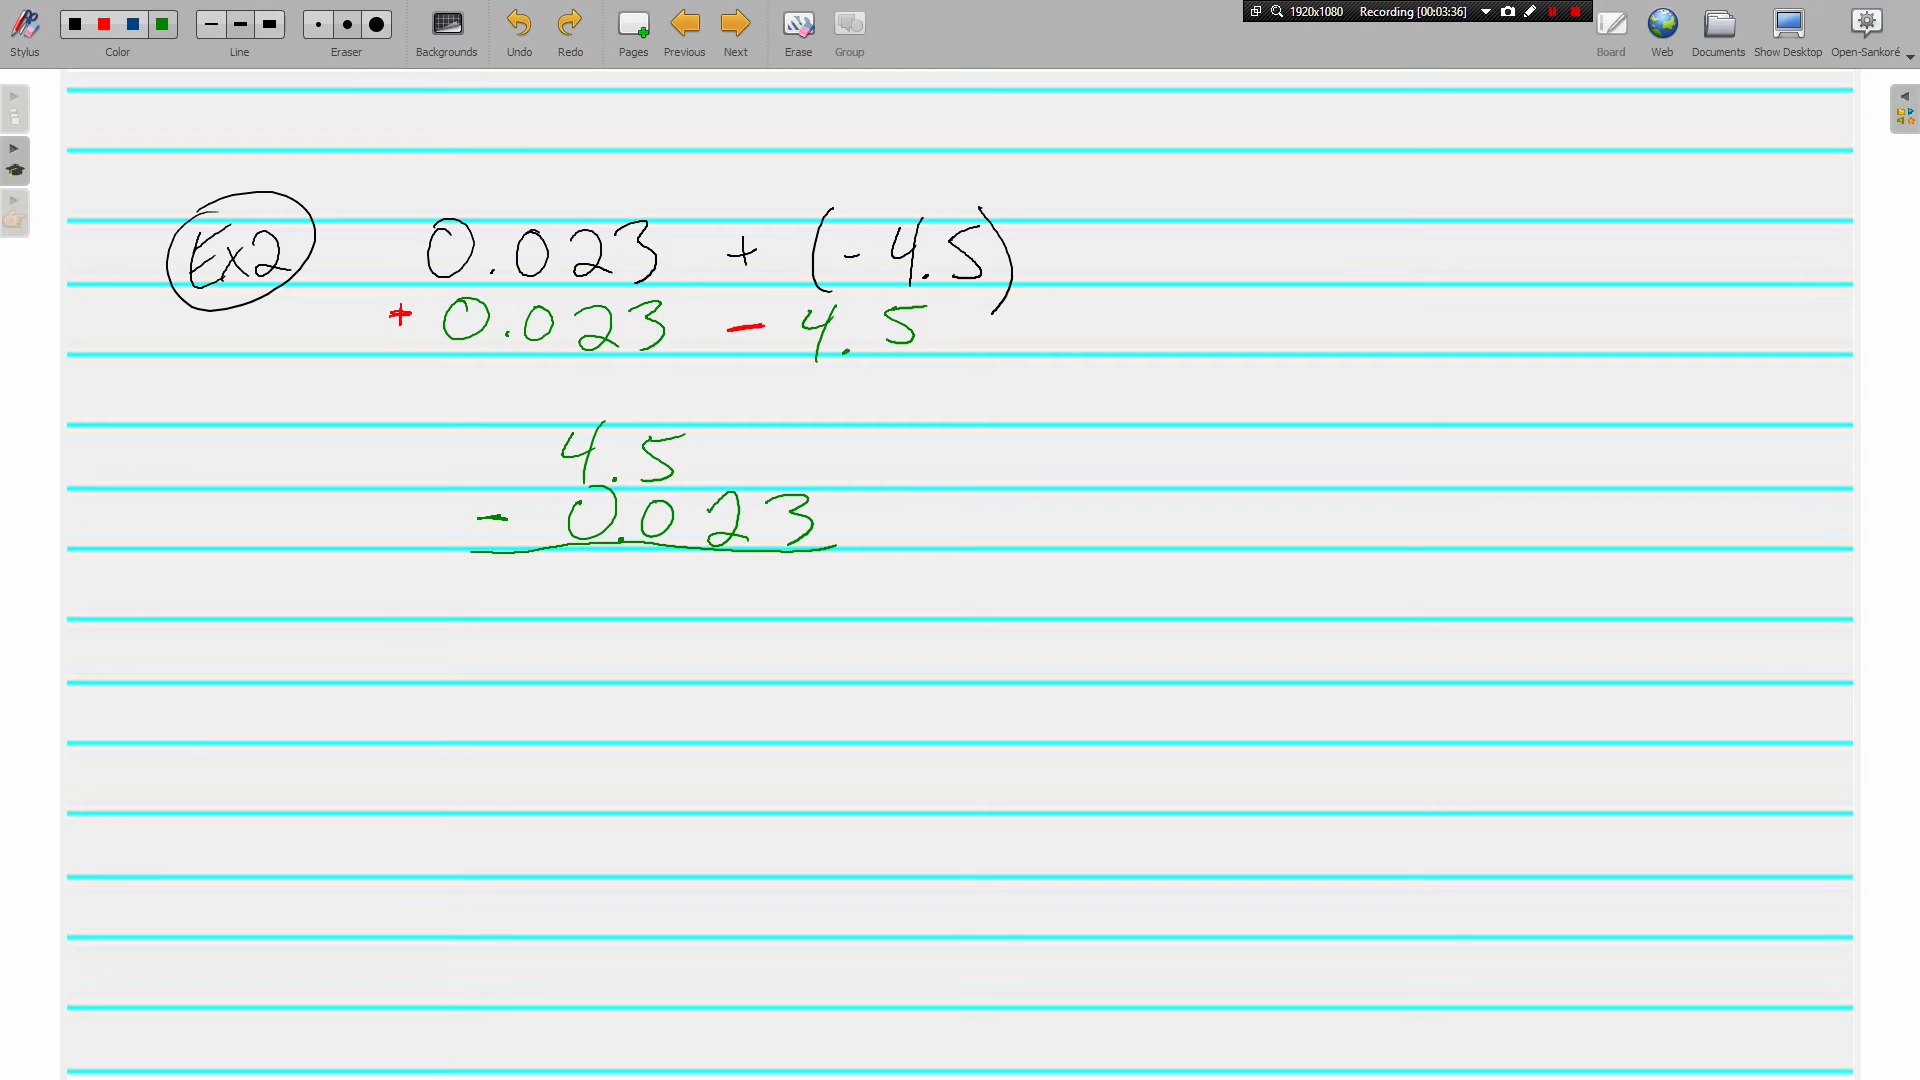 1920x1080 Recording [00:03:36]
Stylus Color Line Eraser Backgrounds Undo Redo Pages Previous Next Erase Group Board Web Documents Show Desktop Open-Sankoré
Ex2 0.023 + (-4.5)
+ 0.023 - 4.5
4.5
- 0.023